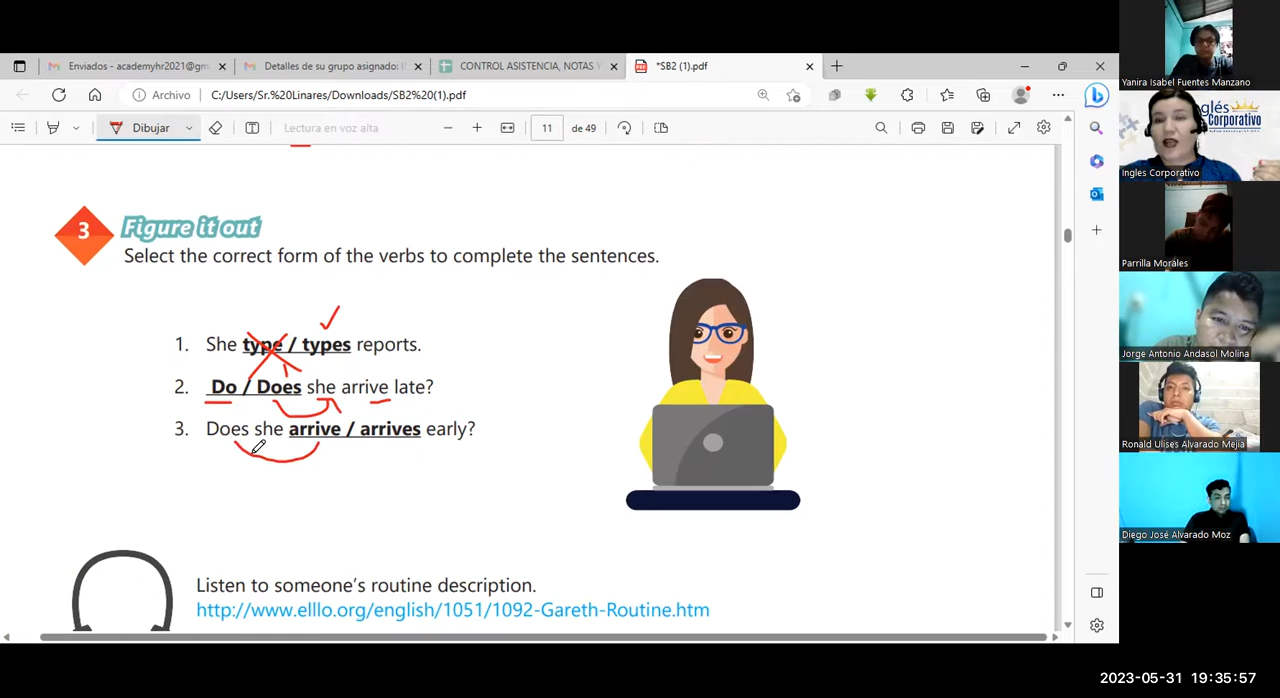 Enviados - academyhr2021@gm
Detalles de su grupo asignado: I
CONTROL ASISTENCIA, NOTAS Y
*SB2 (1).pdf
Archivo
C:/Users/Sr.%20Linares/Downloads/SB2%20(1).pdf
Dibujar
Lectura en voz alta
11
de 49
3
Figure it out
Select the correct form of the verbs to complete the sentences.
1. She type / types reports.
2. Do / Does she arrive late?
3. Does she arrive / arrives early?
Listen to someone's routine description.
http://www.elllo.org/english/1051/1092-Gareth-Routine.htm
Yanira Isabel Fuentes Manzano
glés
Corporativo
Ingles Corporativo
Parrilla Morales
Jorge Antonio Andasol Molina
Ronald Ulises Alvarado Mejia
Diego José Alvarado Moz
2023-05-31 19:35:57